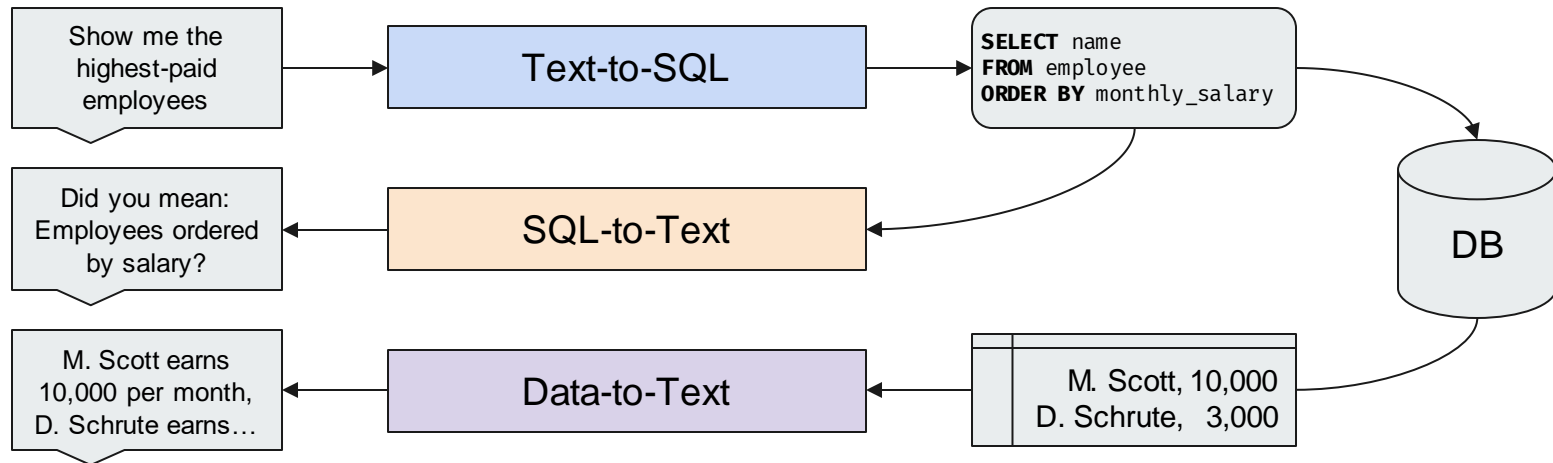 Show me the
highest-paid
employees
Text-to-SQL
SELECT name
FROM employee
ORDER BY monthly_salary
Did you mean:
Employees ordered
by salary?
SQL-to-Text
DB
M. Scott earns
10,000 per month,
D. Schrute earns…
Data-to-Text
M. Scott, 10,000
D. Schrute, 3,000